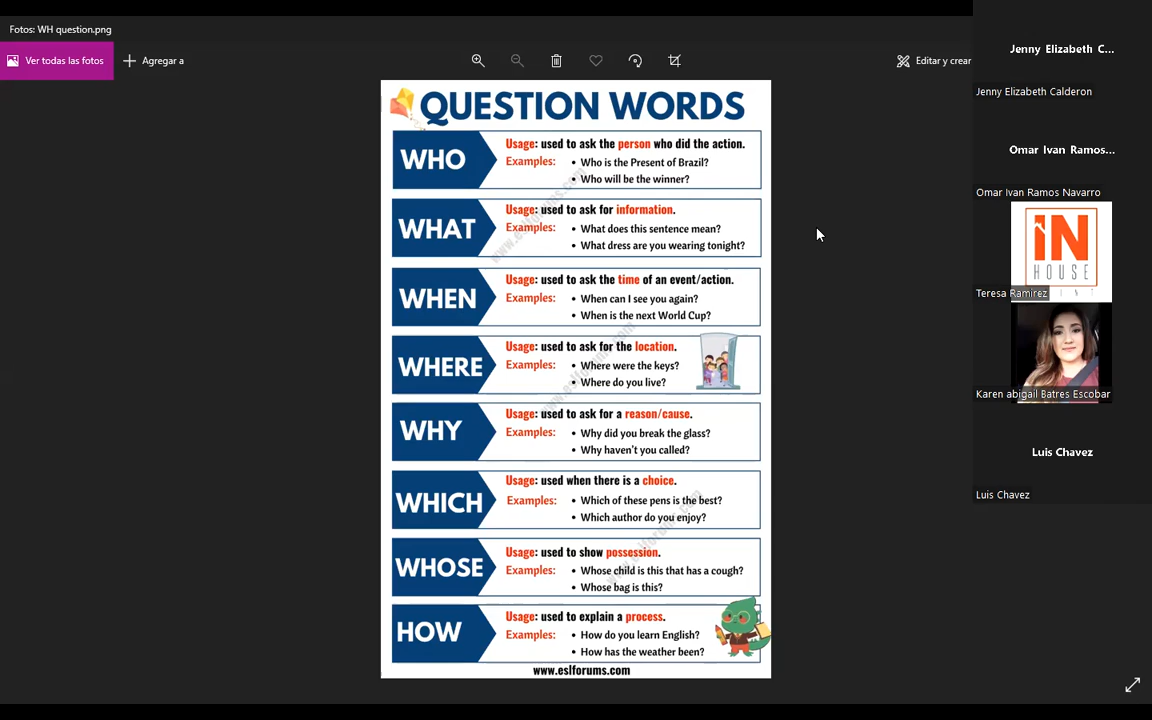 Fotos: WH question.png
Ver todas las fotos
Agregar a
Editar y crear
QUESTION WORDS
WHO
Usage: used to ask the person who did the action.
Examples:
• Who is the Present of Brazil?
• Who will be the winner?
WHAT
Usage: used to ask for information.
Examples:
• What does this sentence mean?
• What dress are you wearing tonight?
WHEN
Usage: used to ask the time of an event/action.
Examples:
• When can I see you again?
• When is the next World Cup?
WHERE
Usage: used to ask for the location.
Examples:
• Where were the keys?
• Where do you live?
WHY
Usage: used to ask for a reason/cause.
Examples:
• Why did you break the glass?
• Why haven't you called?
WHICH
Usage: used when there is a choice.
Examples:
• Which of these pens is the best?
• Which author do you enjoy?
WHOSE
Usage: used to show possession.
Examples:
• Whose child is this that has a cough?
• Whose bag is this?
HOW
Usage: used to explain a process.
Examples:
• How do you learn English?
• How has the weather been?
www.eslforums.com
www.eslforums.com
www.eslforums.com
www.eslforums.com
Jenny Elizabeth C...
Jenny Elizabeth Calderon
Omar Ivan Ramos...
Omar Ivan Ramos Navarro
iN
HOUSE
Teresa Ramirez
Karen abigail Batres Escobar
Luis Chavez
Luis Chavez